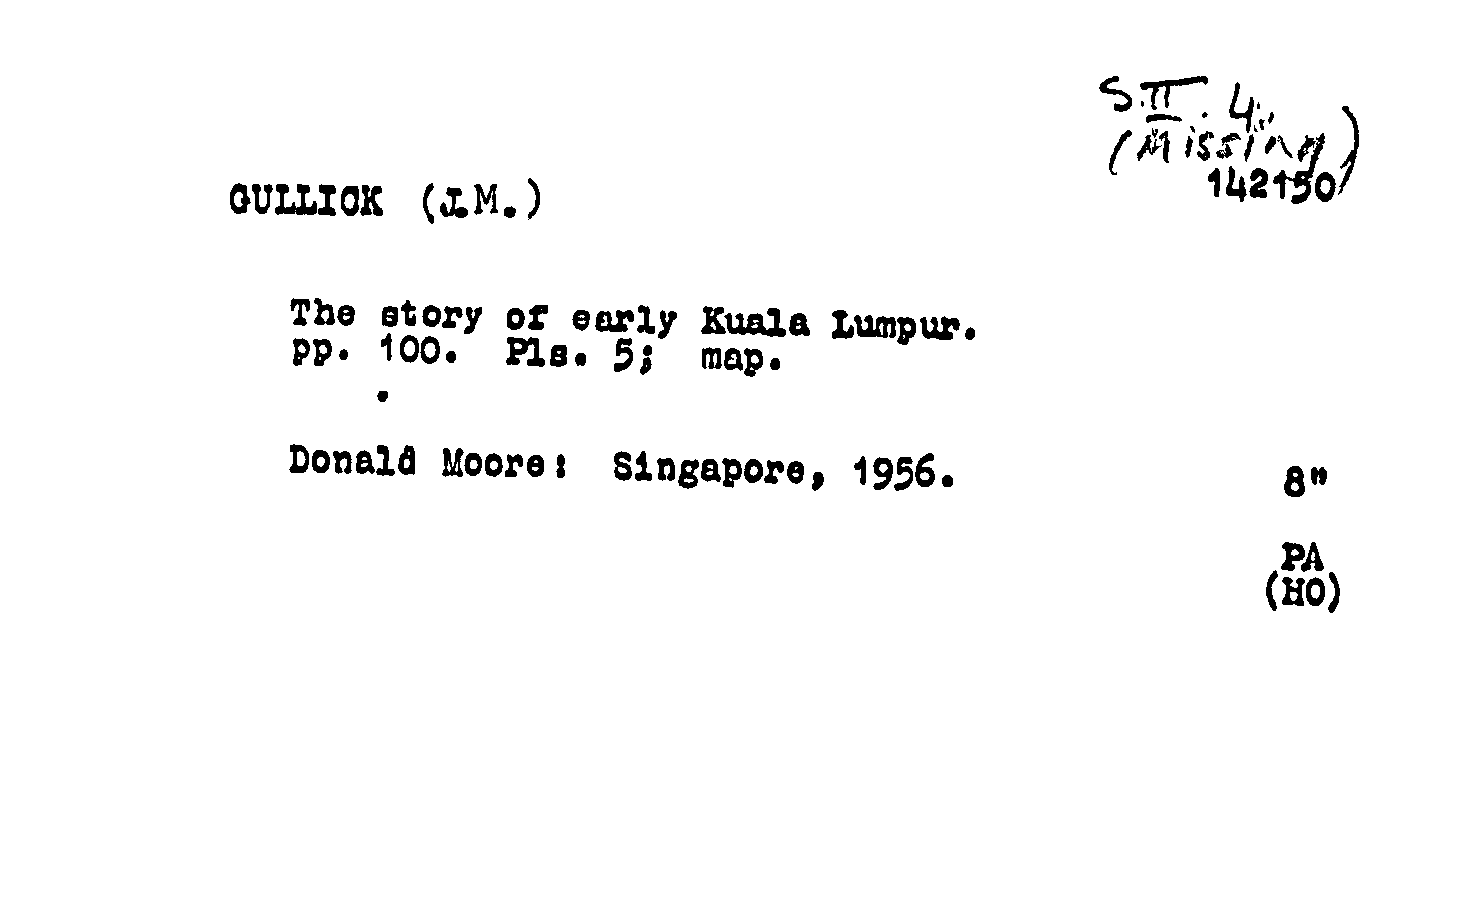 S.II. 4.
(Missing)
142150
GULLICK (J.M.)
The story of early Kuala Lumpur.
pp. 100. Pls. 5; map.
Donald Moore: Singapore, 1956.
8"
PA
(HO)